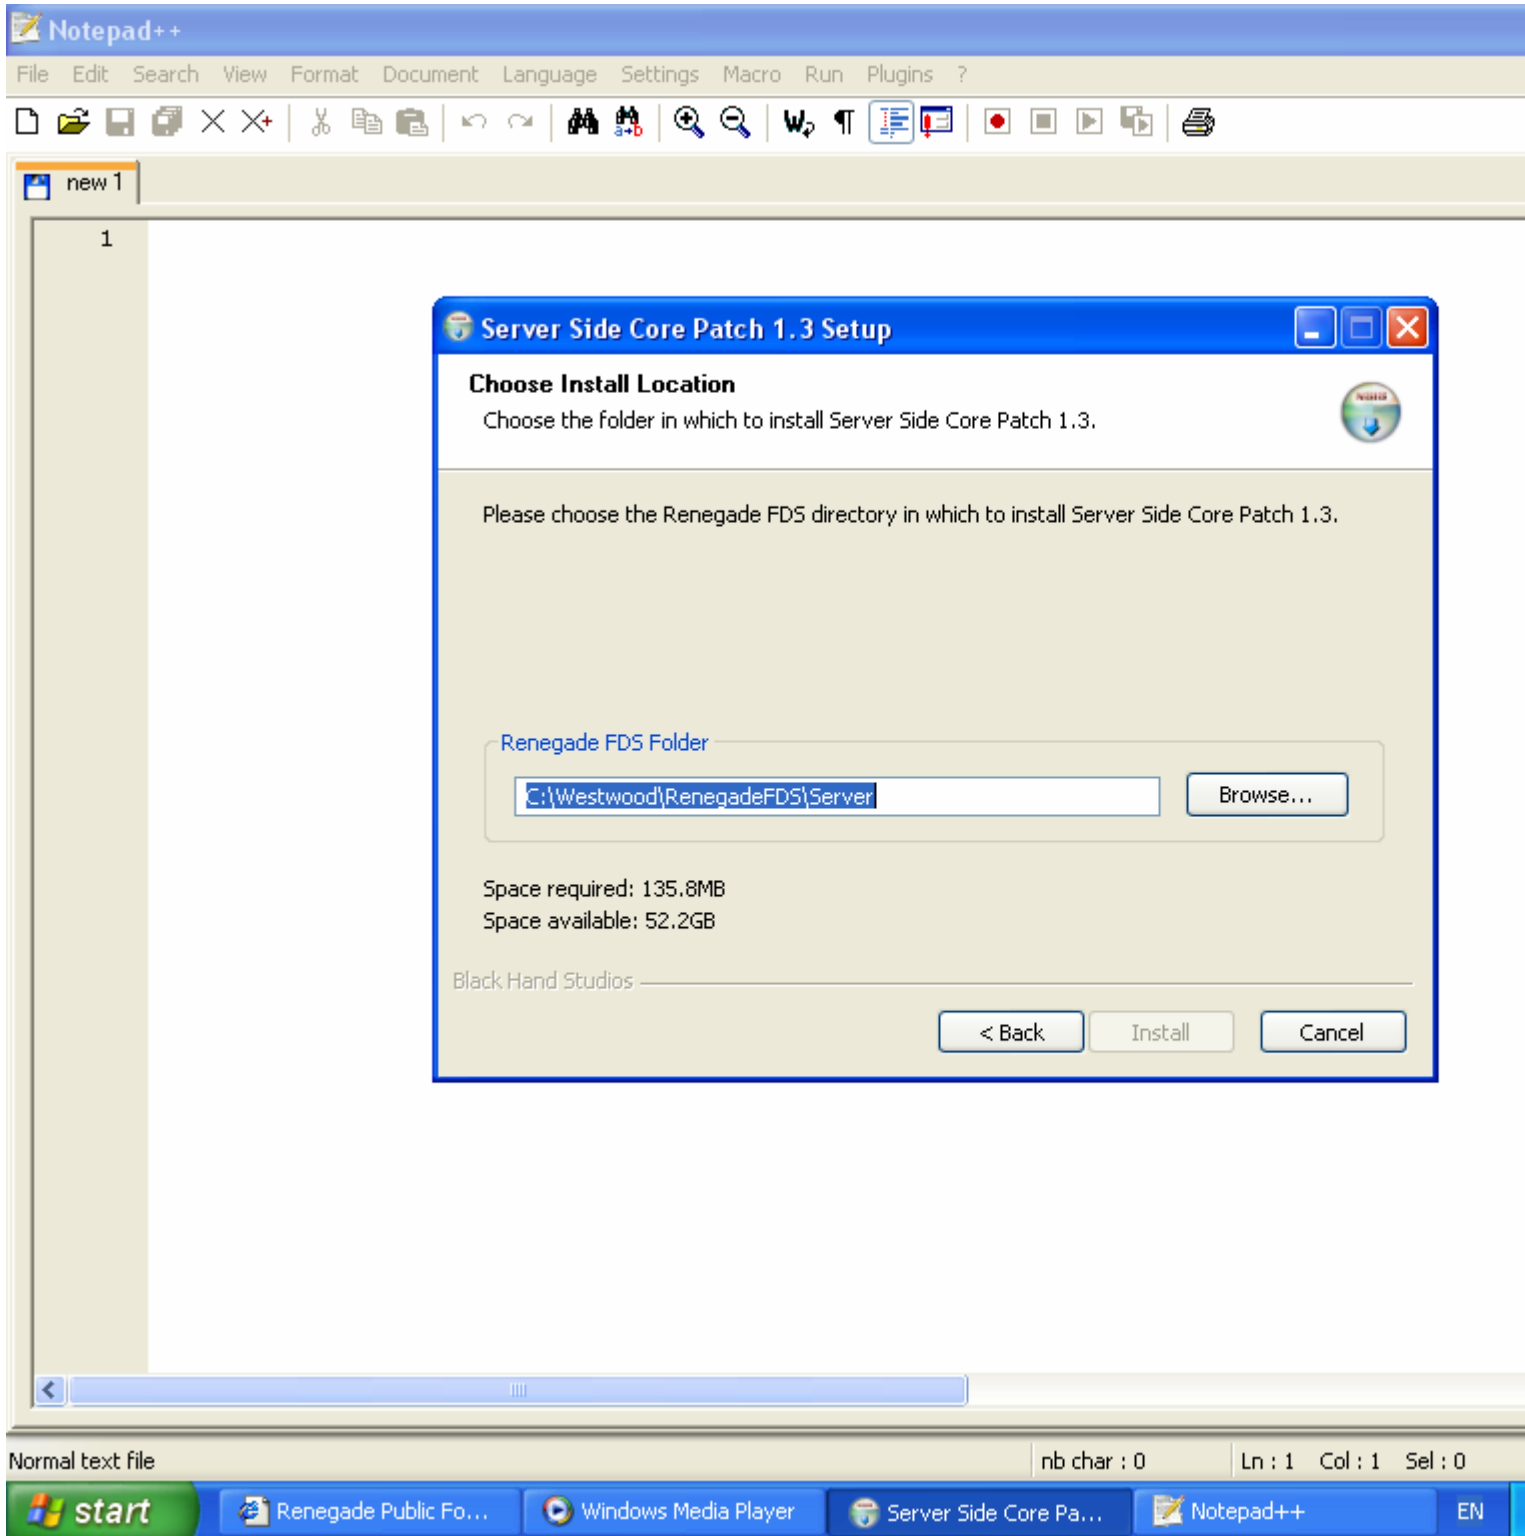 Notepad++
File Edit Search View Format Document Language Settings Macro Run Plugins ?
new 1
1
Server Side Core Patch 1.3 Setup
Choose Install Location
Choose the folder in which to install Server Side Core Patch 1.3.
Please choose the Renegade FDS directory in which to install Server Side Core Patch 1.3.
Renegade FDS Folder
C:\Westwood\RenegadeFDS\Server
Browse...
Space required: 135.8MB
Space available: 52.2GB
Black Hand Studios
< Back Install Cancel
Normal text file nb char : 0 Ln : 1 Col : 1 Sel : 0
start Renegade Public Fo... Windows Media Player Server Side Core Pa... Notepad++ EN